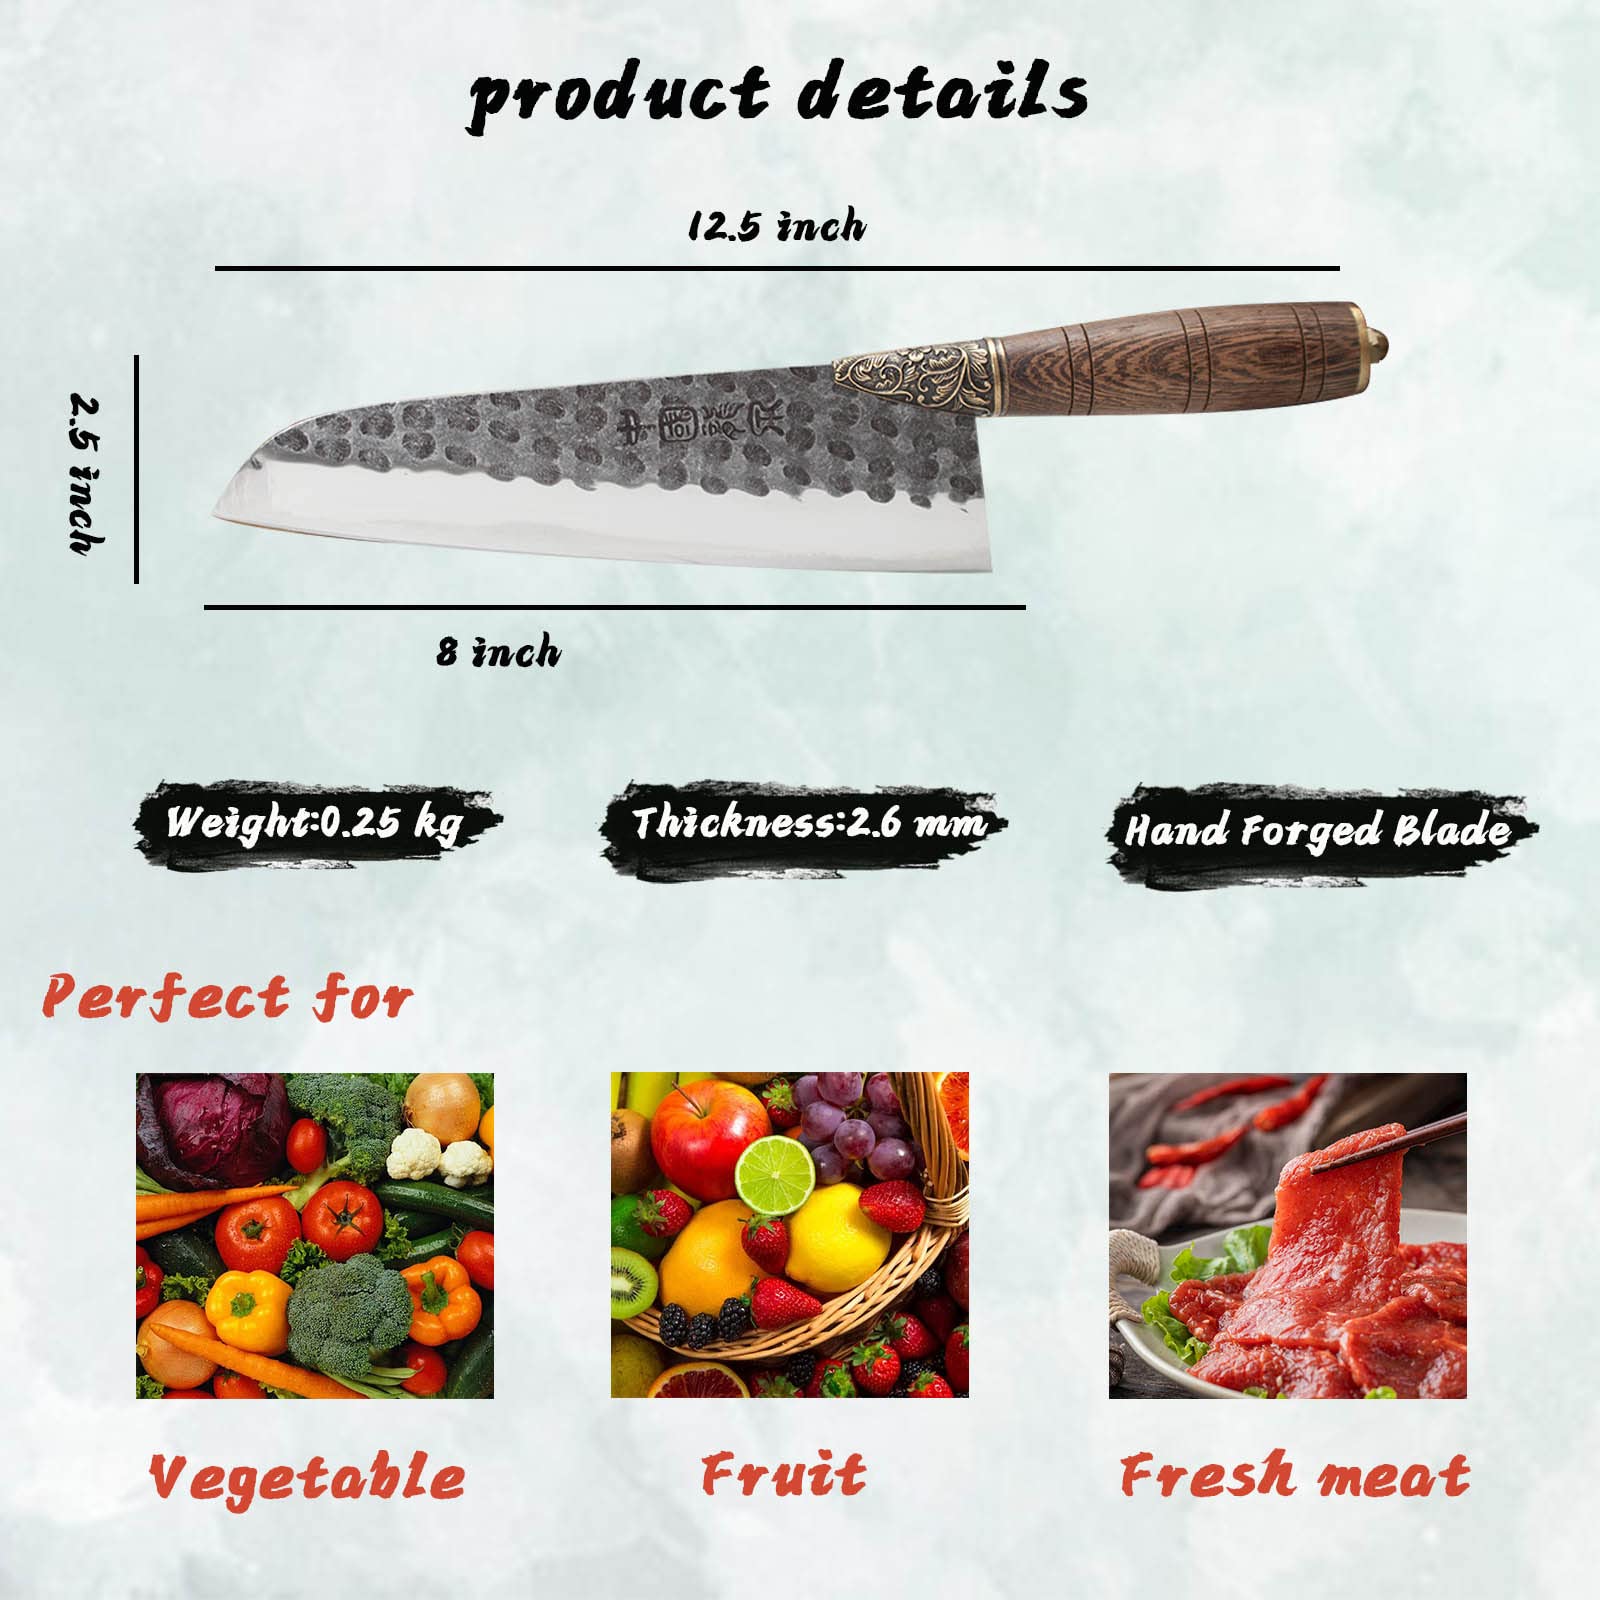 product details
12.5 inch
2.5 inch
8 inch
Weight:0.25 kg
Thickness:2.6 mm
Hand Forged Blade
Perfect for
Vegetable
Fruit
Fresh meat